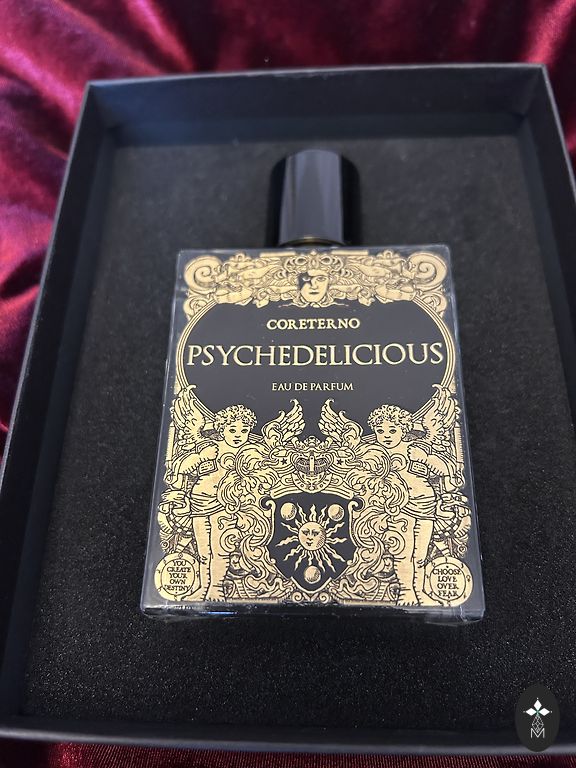 CORETERNO
PSYCHEDELICIOUS
EAU DE PARFUM
YOU
CREATE
YOUR
OWN
DESTINY
CHOOSE
LOVE
OVER
FEAR
M